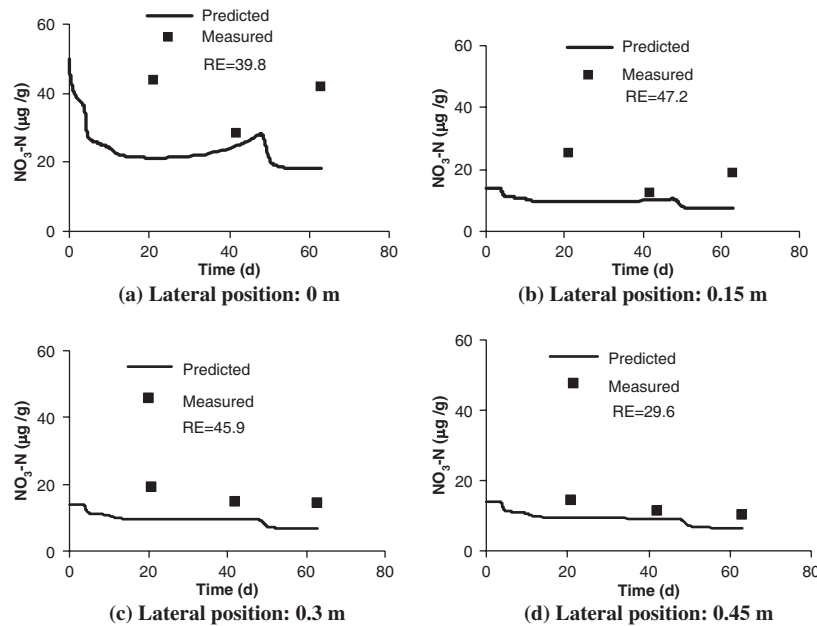 Predicted
Measured
RE=39.8
NO₃-N (μg /g)
60
40
20
0
0 20 40 60 80
Time (d)
(a) Lateral position: 0 m
Predicted
Measured
RE=47.2
NO₃-N (μg /g)
60
40
20
0
0 20 40 60 80
Time (d)
(b) Lateral position: 0.15 m
Predicted
Measured
RE=45.9
NO₃-N (μg /g)
60
40
20
0
0 20 40 60 80
Time (d)
(c) Lateral position: 0.3 m
Predicted
Measured
RE=29.6
NO₃-N (μg /g)
60
40
20
0
0 20 40 60 80
Time (d)
(d) Lateral position: 0.45 m